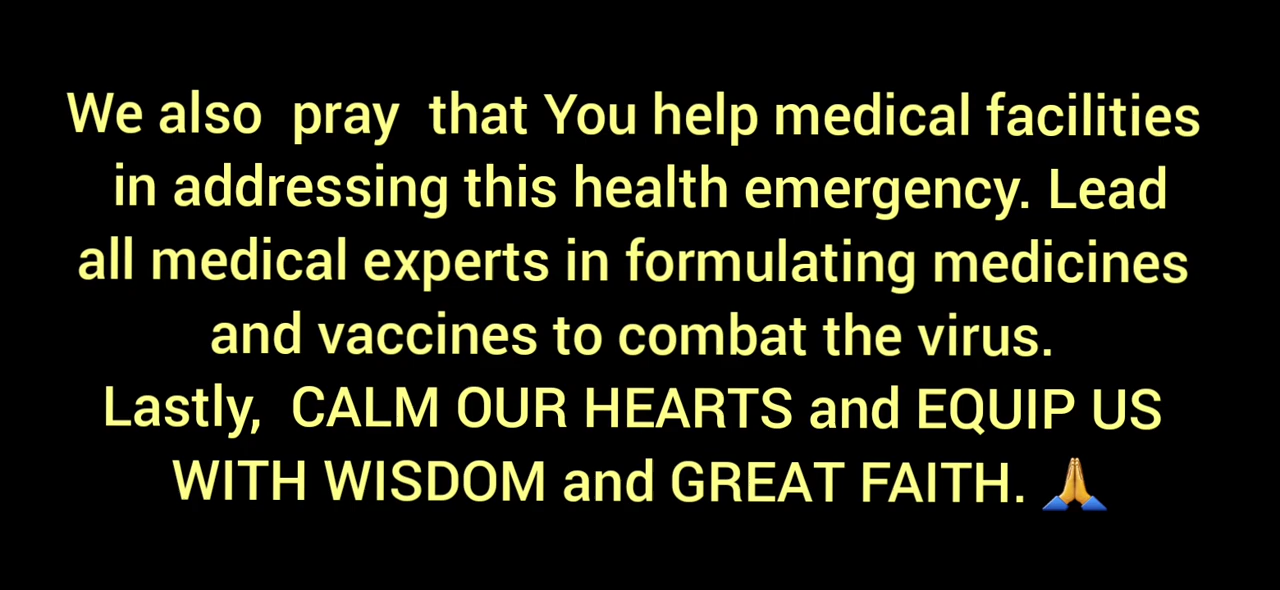 We also  pray  that You help medical facilities
in addressing this health emergency. Lead
all medical experts in formulating medicines
and vaccines to combat the virus.
Lastly,  CALM OUR HEARTS and EQUIP US
WITH WISDOM and GREAT FAITH. 🙏